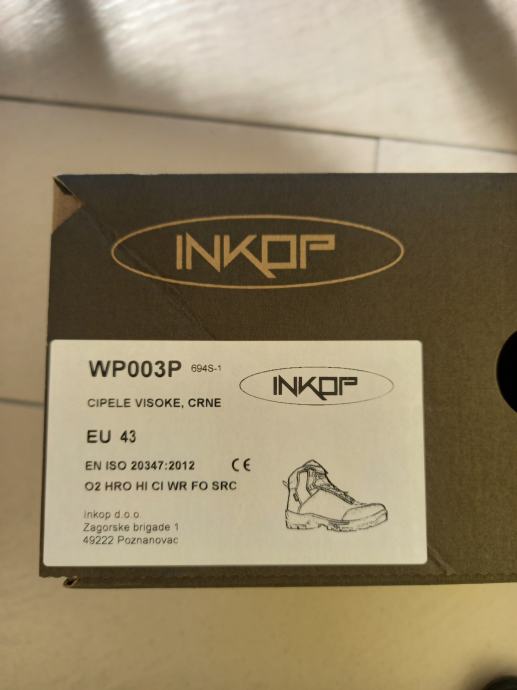 INKOP
WP003P 694S-1
INKOP
CIPELE VISOKE, CRNE
EU 43
EN ISO 20347:2012 CE
O2 HRO HI CI WR FO SRC
Inkop d.o.o.
Zagorske brigade 1
49222 Poznanovac